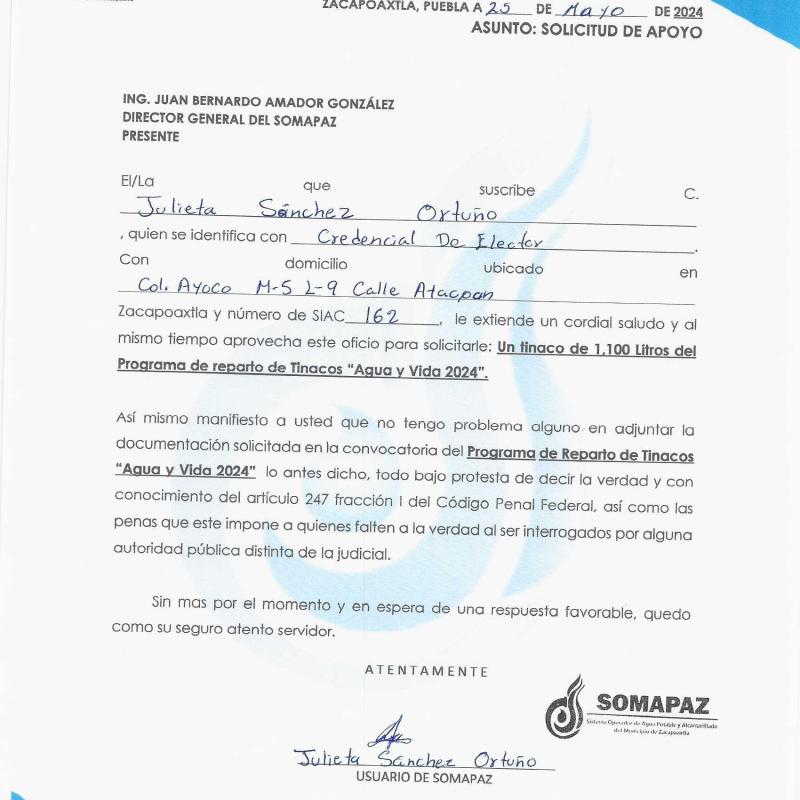 ZACAPOAXTLA, PUEBLA A 25 DE Mayo DE 2024
ASUNTO: SOLICITUD DE APOYO
ING. JUAN BERNARDO AMADOR GONZÁLEZ
DIRECTOR GENERAL DEL SOMAPAZ
PRESENTE
El/La que suscribe C.
Julieta Sánchez Ortuño
, quien se identifica con Credencial De Elector.
Con domicilio ubicado en
Col. Ayoco M-5 L-9 Calle Atacpan
Zacapoaxtla y número de SIAC 162, le extiende un cordial saludo y al
mismo tiempo aprovecha este oficio para solicitarle: Un tinaco de 1,100 Litros del
Programa de reparto de Tinacos “Agua y Vida 2024”.
Así mismo manifiesto a usted que no tengo problema alguno en adjuntar la
documentación solicitada en la convocatoria del Programa de Reparto de Tinacos
“Agua y Vida 2024” lo antes dicho, todo bajo protesta de decir la verdad y con
conocimiento del artículo 247 fracción I del Código Penal Federal, así como las
penas que este impone a quienes falten a la verdad al ser interrogados por alguna
autoridad pública distinta de la judicial.
Sin mas por el momento y en espera de una respuesta favorable, quedo
como su seguro atento servidor.
ATENTAMENTE
SOMAPAZ
Sistema Operador de Agua Potable y Alcantarillado
del Municipio de Zacapoaxtla
Julieta Sánchez Ortuño
USUARIO DE SOMAPAZ